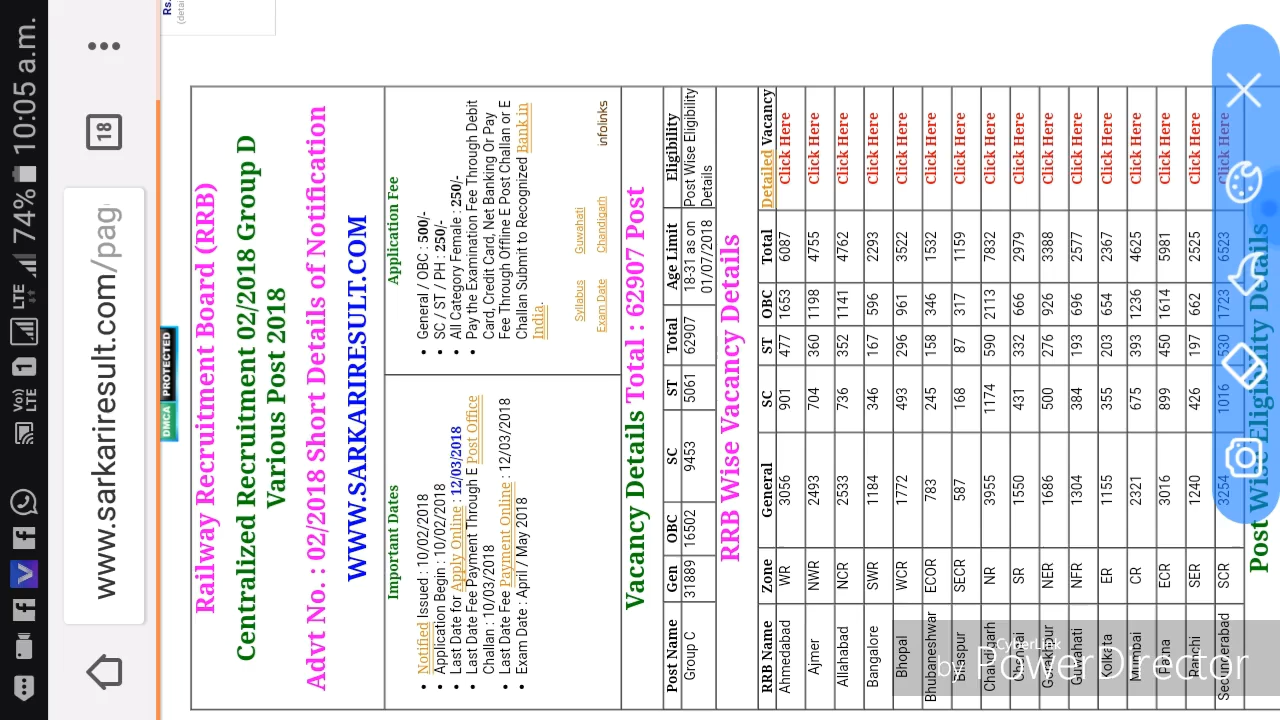 10:05 a.m.
74%
LTE
1
Vo)) LTE
www.sarkariresult.com/pag
18
Rs.
DMCA PROTECTED
Railway Recruitment Board (RRB)
Centralized Recruitment 02/2018 Group D
Various Post 2018
Advt No. : 02/2018 Short Details of Notification
WWW.SARKARIRESULT.COM
Important Dates
Notified Issued : 10/02/2018
Application Begin : 10/02/2018
Last Date for Apply Online : 12/03/2018
Last Date Fee Payment Through E Post Office
Challan : 10/03/2018
Last Date Fee Payment Online : 12/03/2018
Exam Date : April / May 2018
Application Fee
General / OBC : 500/-
SC / ST / PH : 250/-
All Category Female : 250/-
Pay the Examination Fee Through Debit
Card, Credit Card, Net Banking Or Pay
Fee Through Offline E Post Challan or E
Challan Submit to Recognized Bank in
India.
Syllabus Guwahati
Exam Date Chandigarh
infolinks
Vacancy Details Total : 62907 Post
Post Name Gen OBC SC ST Total Age Limit Eligibility
Group C 31889 16502 9453 5061 62907 18-31 as on 01/07/2018 Post Wise Eligibility Details
RRB Wise Vacancy Details
RRB Name Zone General SC ST OBC Total Detailed Vacancy
Ahmedabad WR 3056 901 477 1653 6087 Click Here
Ajmer NWR 2493 704 360 1198 4755 Click Here
Allahabad NCR 2533 736 352 1141 4762 Click Here
Bangalore SWR 1184 346 167 596 2293 Click Here
Bhopal WCR 1772 493 296 961 3522 Click Here
Bhubaneshwar ECOR 783 245 158 346 1532 Click Here
Bilaspur SECR 587 168 87 317 1159 Click Here
Chandigarh NR 3955 1174 590 2113 7832 Click Here
Chennai SR 1550 431 332 666 2979 Click Here
Gorakhpur NER 1686 500 276 926 3388 Click Here
Guwahati NFR 1304 384 193 696 2577 Click Here
Kolkata ER 1155 355 203 654 2367 Click Here
Mumbai CR 2321 675 393 1236 4625 Click Here
Patna ECR 3016 899 450 1614 5981 Click Here
Ranchi SER 1240 426 197 662 2525 Click Here
Secunderabad SCR 3254 1016 530 1723 6523 Click Here
Post Wise Eligibility Details
by CyberLink
PowerDirector